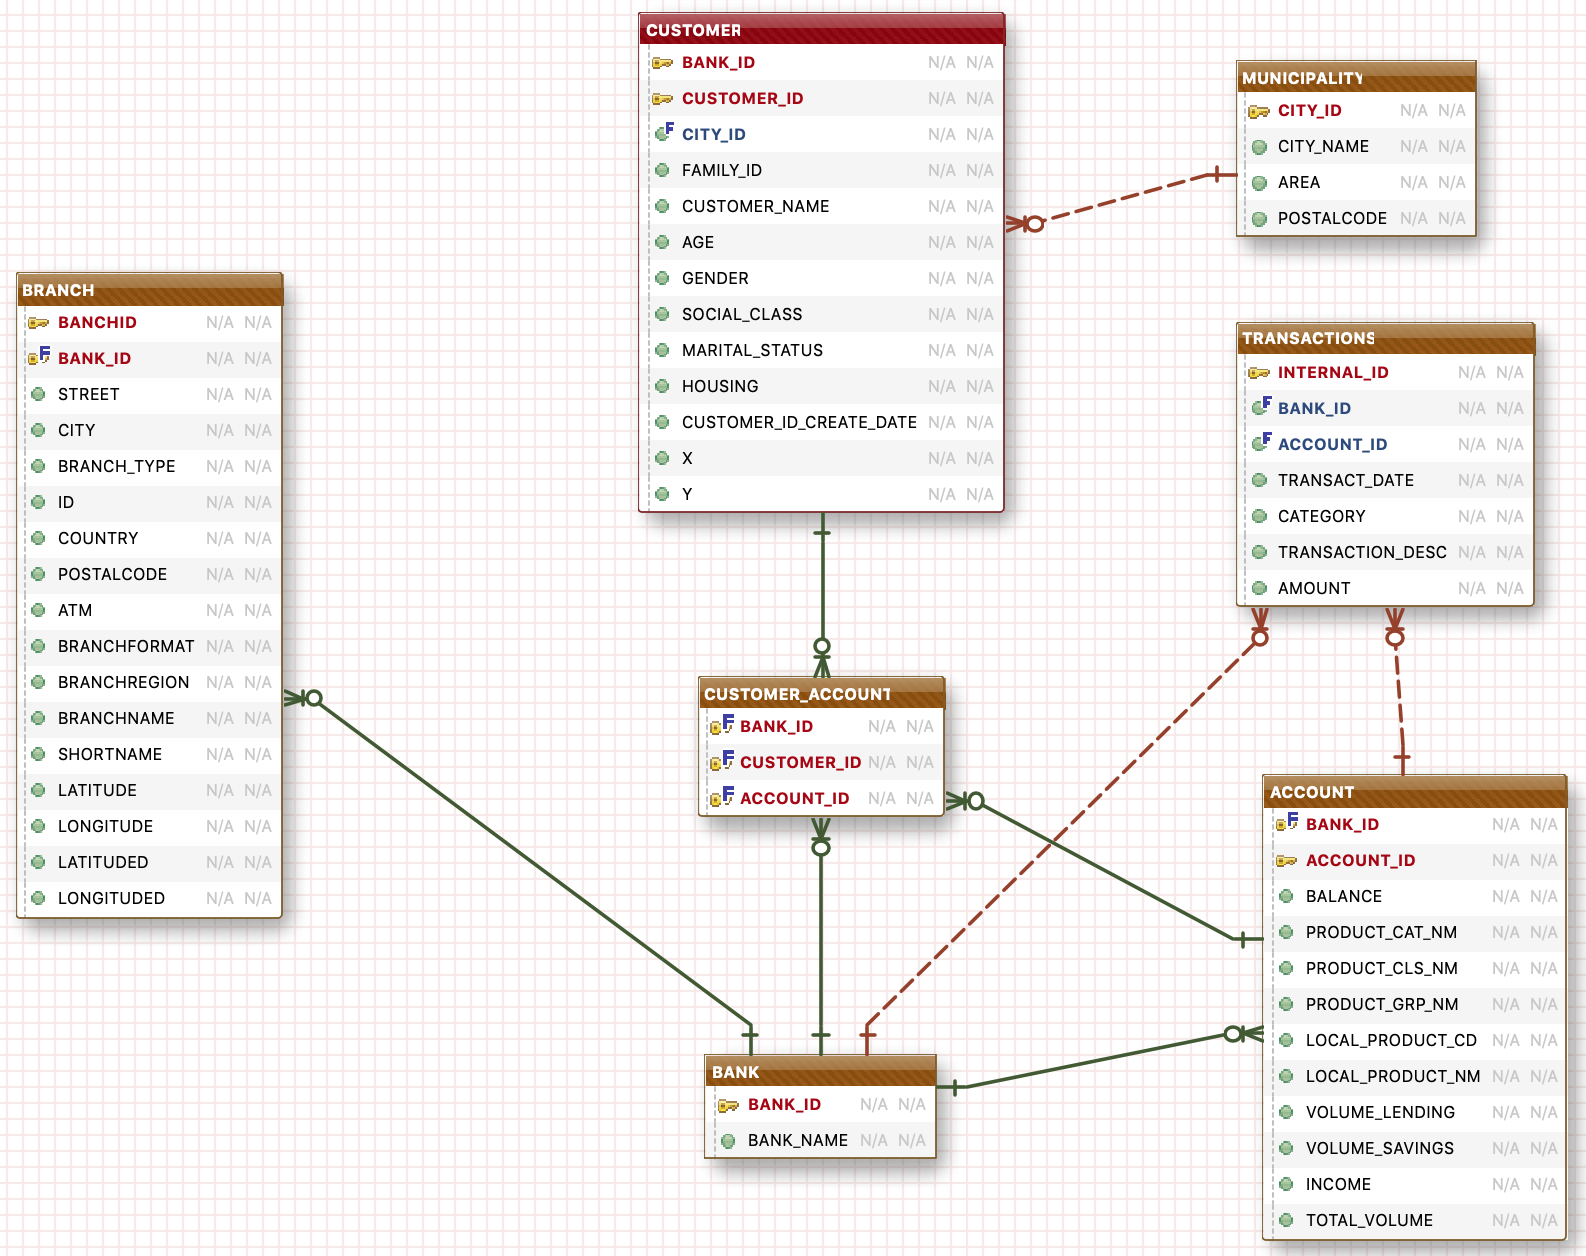 CUSTOMER
BANK_ID N/A N/A
CUSTOMER_ID N/A N/A
F CITY_ID N/A N/A
FAMILY_ID N/A N/A
CUSTOMER_NAME N/A N/A
AGE N/A N/A
GENDER N/A N/A
SOCIAL_CLASS N/A N/A
MARITAL_STATUS N/A N/A
HOUSING N/A N/A
CUSTOMER_ID_CREATE_DATE N/A N/A
X N/A N/A
Y N/A N/A
MUNICIPALITY
CITY_ID N/A N/A
CITY_NAME N/A N/A
AREA N/A N/A
POSTALCODE N/A N/A
BRANCH
BANCHID N/A N/A
F BANK_ID N/A N/A
STREET N/A N/A
CITY N/A N/A
BRANCH_TYPE N/A N/A
ID N/A N/A
COUNTRY N/A N/A
POSTALCODE N/A N/A
ATM N/A N/A
BRANCHFORMAT N/A N/A
BRANCHREGION N/A N/A
BRANCHNAME N/A N/A
SHORTNAME N/A N/A
LATITUDE N/A N/A
LONGITUDE N/A N/A
LATITUDED N/A N/A
LONGITUDED N/A N/A
TRANSACTIONS
INTERNAL_ID N/A N/A
F BANK_ID N/A N/A
F ACCOUNT_ID N/A N/A
TRANSACT_DATE N/A N/A
CATEGORY N/A N/A
TRANSACTION_DESC N/A N/A
AMOUNT N/A N/A
CUSTOMER_ACCOUNT
F BANK_ID N/A N/A
F CUSTOMER_ID N/A N/A
F ACCOUNT_ID N/A N/A
ACCOUNT
F BANK_ID N/A N/A
ACCOUNT_ID N/A N/A
BALANCE N/A N/A
PRODUCT_CAT_NM N/A N/A
PRODUCT_CLS_NM N/A N/A
PRODUCT_GRP_NM N/A N/A
LOCAL_PRODUCT_CD N/A N/A
LOCAL_PRODUCT_NM N/A N/A
VOLUME_LENDING N/A N/A
VOLUME_SAVINGS N/A N/A
INCOME N/A N/A
TOTAL_VOLUME N/A N/A
BANK
BANK_ID N/A N/A
BANK_NAME N/A N/A